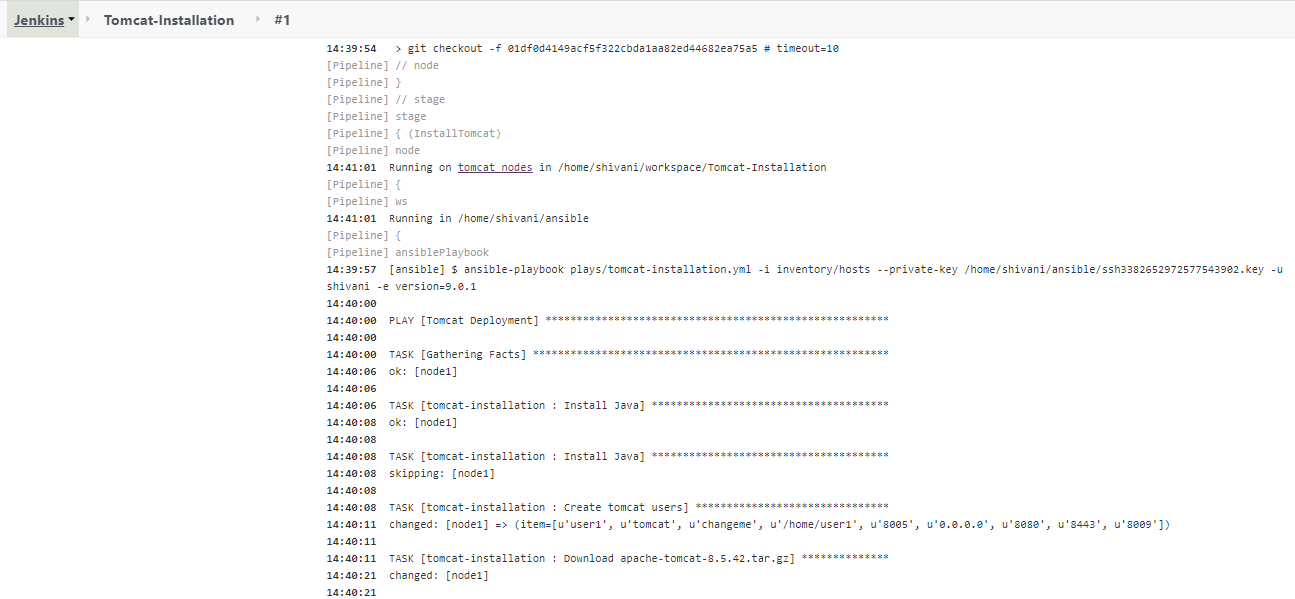 Jenkins Tomcat-Installation #1
14:39:54 > git checkout -f 01df0d4149acf5f322cbda1aa82ed44682ea75a5 # timeout=10
[Pipeline] // node
[Pipeline] }
[Pipeline] // stage
[Pipeline] stage
[Pipeline] { (InstallTomcat)
[Pipeline] node
14:41:01 Running on tomcat nodes in /home/shivani/workspace/Tomcat-Installation
[Pipeline] {
[Pipeline] ws
14:41:01 Running in /home/shivani/ansible
[Pipeline] {
[Pipeline] ansiblePlaybook
14:39:57 [ansible] $ ansible-playbook plays/tomcat-installation.yml -i inventory/hosts --private-key /home/shivani/ansible/ssh3382652972577543902.key -u
shivani -e version=9.0.1
14:40:00
14:40:00 PLAY [Tomcat Deployment] *******************************************************
14:40:00
14:40:00 TASK [Gathering Facts] *********************************************************
14:40:06 ok: [node1]
14:40:06
14:40:06 TASK [tomcat-installation : Install Java] **************************************
14:40:08 ok: [node1]
14:40:08
14:40:08 TASK [tomcat-installation : Install Java] **************************************
14:40:08 skipping: [node1]
14:40:08
14:40:08 TASK [tomcat-installation : Create tomcat users] *******************************
14:40:11 changed: [node1] => (item=[u'user1', u'tomcat', u'changeme', u'/home/user1', u'8005', u'0.0.0.0', u'8080', u'8443', u'8009'])
14:40:11
14:40:11 TASK [tomcat-installation : Download apache-tomcat-8.5.42.tar.gz] **************
14:40:21 changed: [node1]
14:40:21